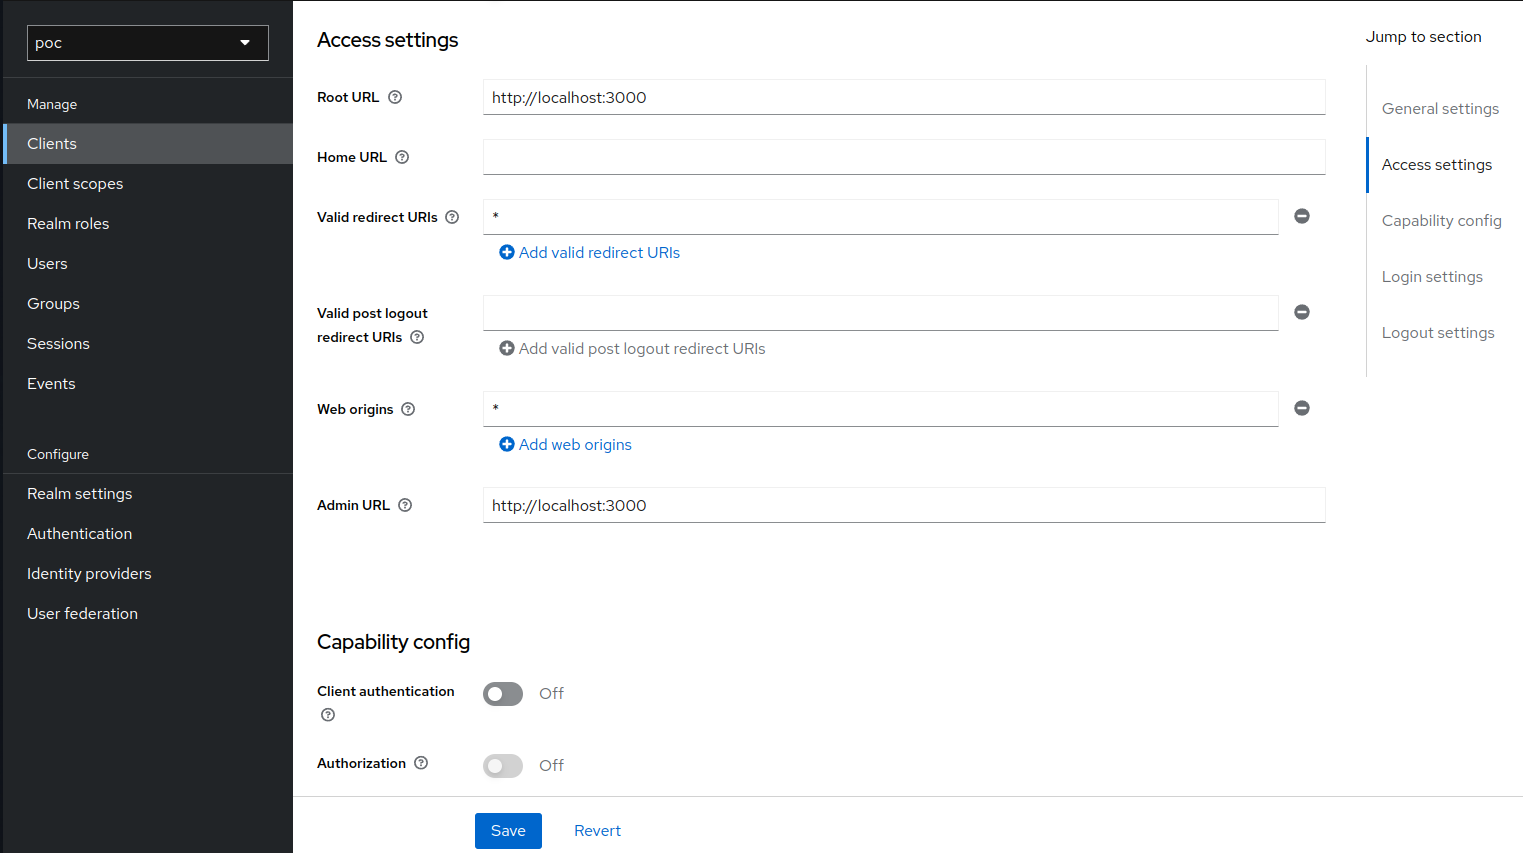 poc
Manage
Clients
Client scopes
Realm roles
Users
Groups
Sessions
Events
Configure
Realm settings
Authentication
Identity providers
User federation
Access settings
Root URL
http://localhost:3000
Home URL
Valid redirect URIs
*
Add valid redirect URIs
Valid post logout
redirect URIs
Add valid post logout redirect URIs
Web origins
*
Add web origins
Admin URL
http://localhost:3000
Capability config
Client authentication
Off
Authorization
Off
Save Revert
Jump to section
General settings
Access settings
Capability config
Login settings
Logout settings